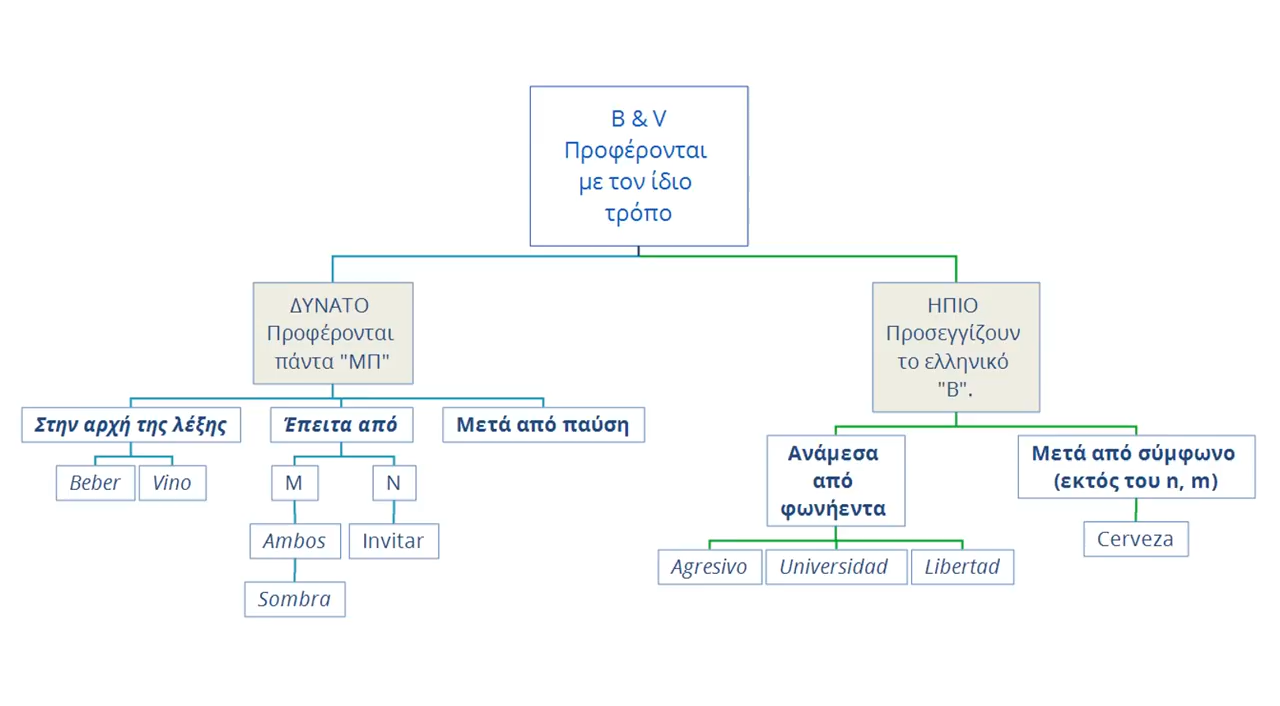 B & V
Προφέρονται
με τον ίδιο
τρόπο
ΔΥΝΑΤΟ
Προφέρονται
πάντα "ΜΠ"
ΗΠΙΟ
Προσεγγίζουν
το ελληνικό
"Β".
Στην αρχή της λέξης
Έπειτα από
Μετά από παύση
Ανάμεσα
από
φωνήεντα
Μετά από σύμφωνο
(εκτός του n, m)
Beber
Vino
M
N
Ambos
Invitar
Sombra
Agresivo
Universidad
Libertad
Cerveza